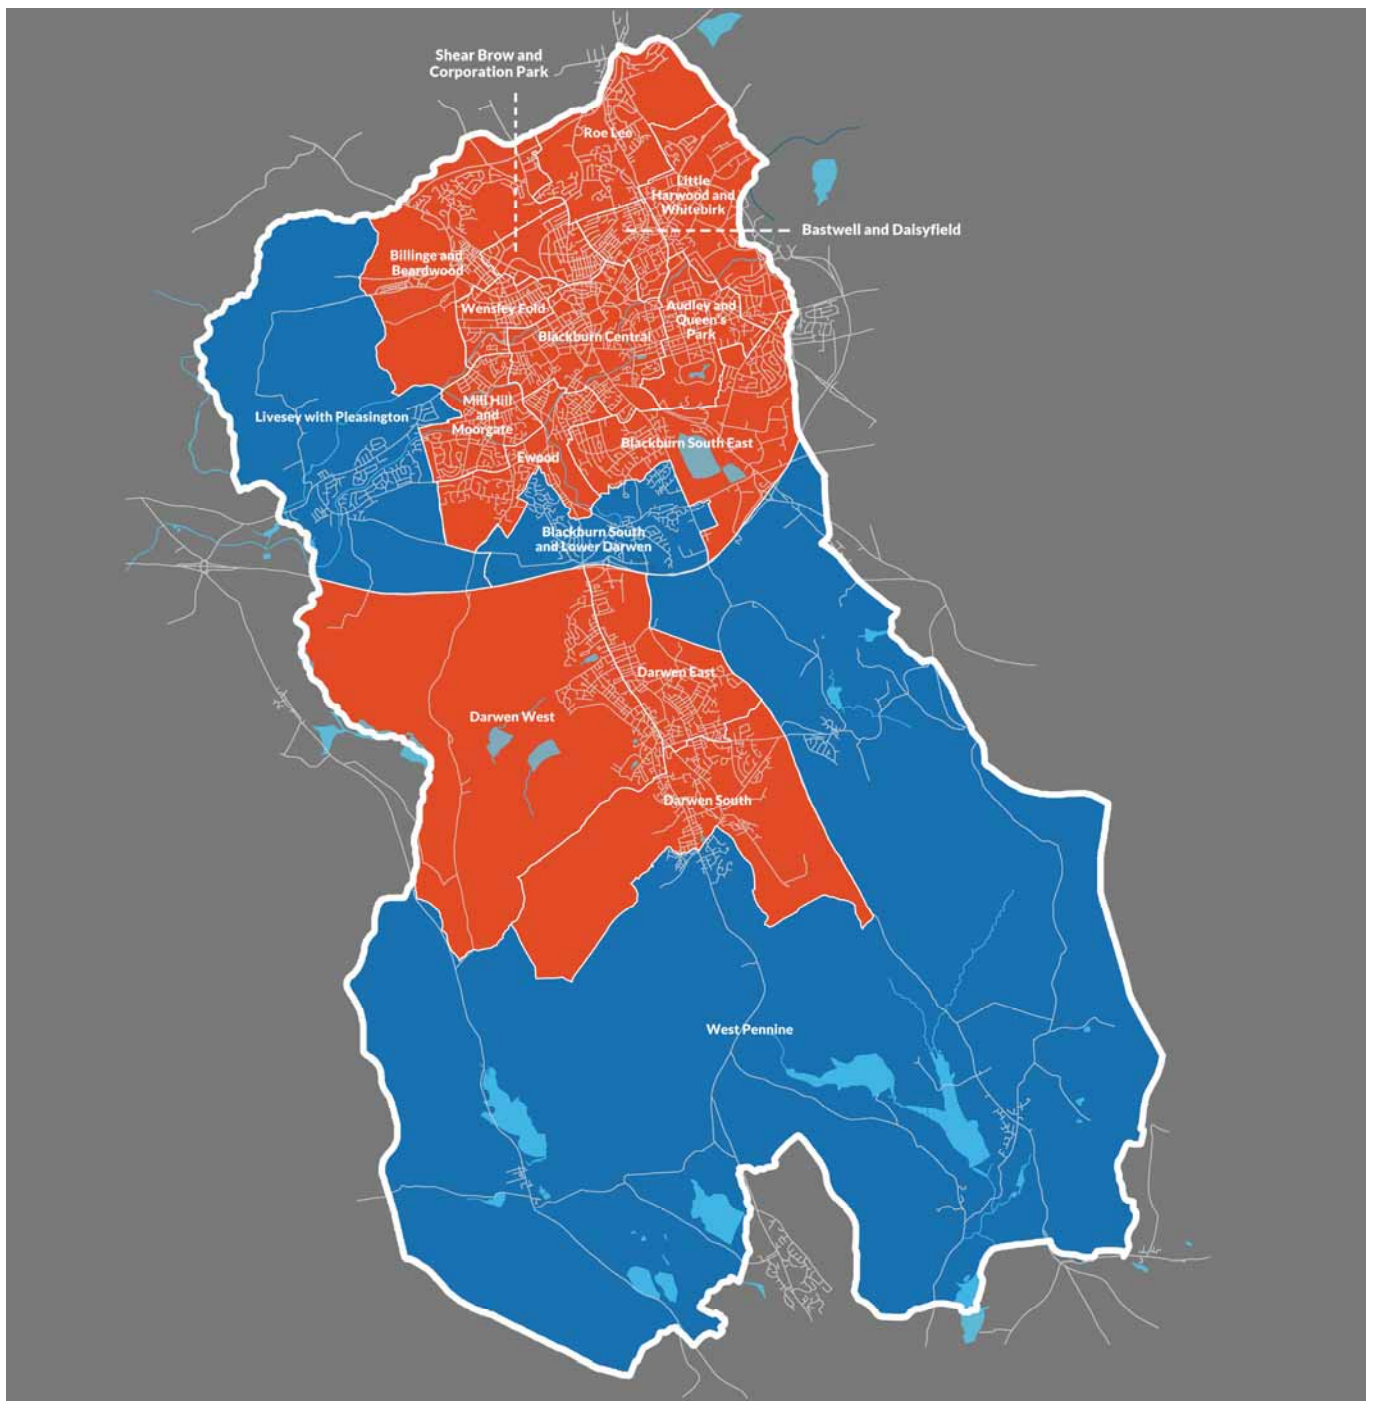 Shear Brow and
Corporation Park
Roe Lee
Little
Harwood and
Whitebirk
Bastwell and Daisyfield
Billinge and
Beardwood
Wensley Fold
Audley and
Queen's
Park
Blackburn Central
Livesey with Pleasington
Mill Hill
and
Moorgate
Blackburn South East
Ewood
Blackburn South
and Lower Darwen
Darwen East
Darwen West
Darwen South
West Pennine